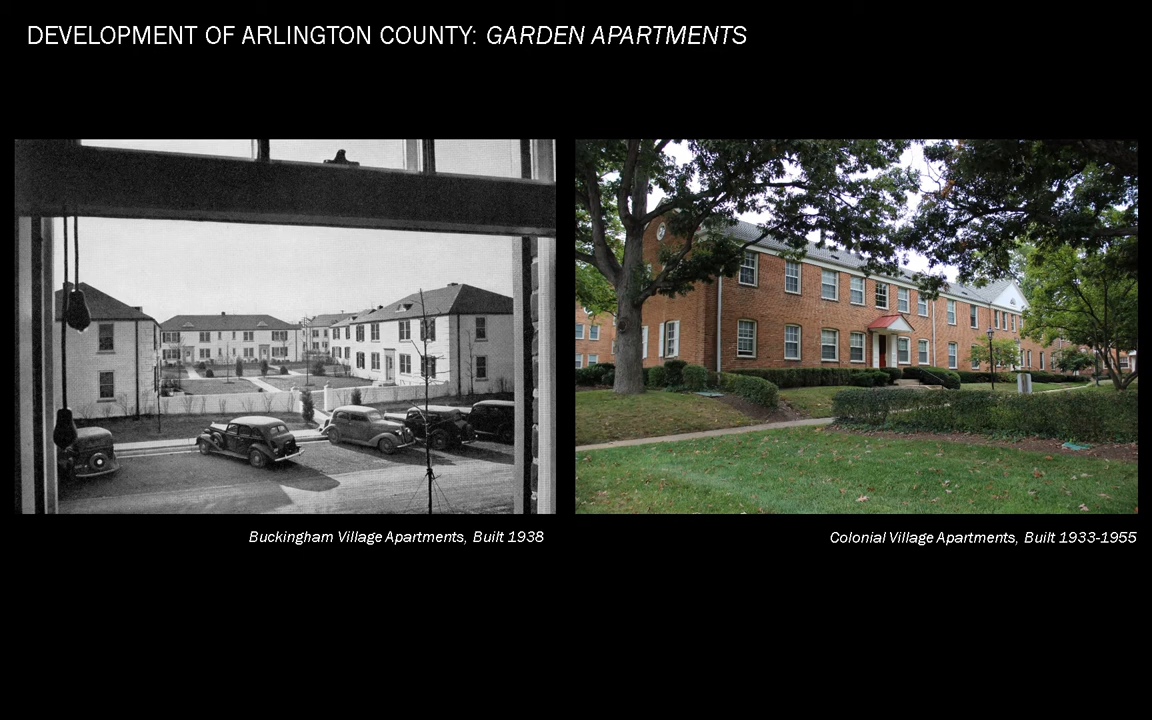 DEVELOPMENT OF ARLINGTON COUNTY: GARDEN APARTMENTS
Buckingham Village Apartments, Built 1938
Colonial Village Apartments, Built 1933-1955